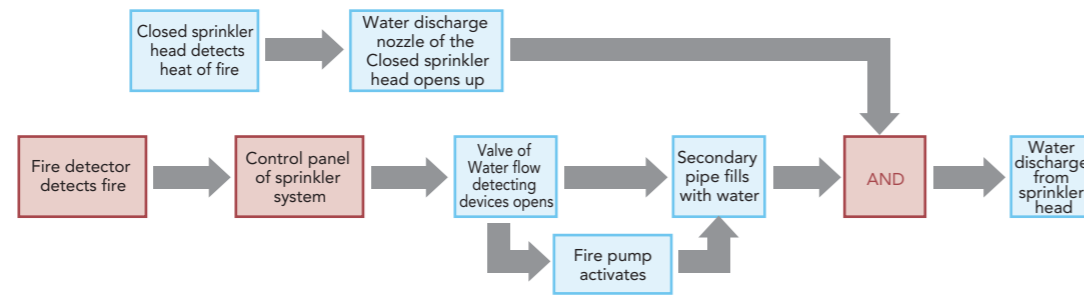 Closed sprinkler
head detects
heat of fire
Water discharge
nozzle of the
Closed sprinkler
head opens up
Fire detector
detects fire
Control panel
of sprinkler
system
Valve of
Water flow
detecting
devices opens
Secondary
pipe fills
with water
AND
Water
discharge
from
sprinkler
head
Fire pump
activates